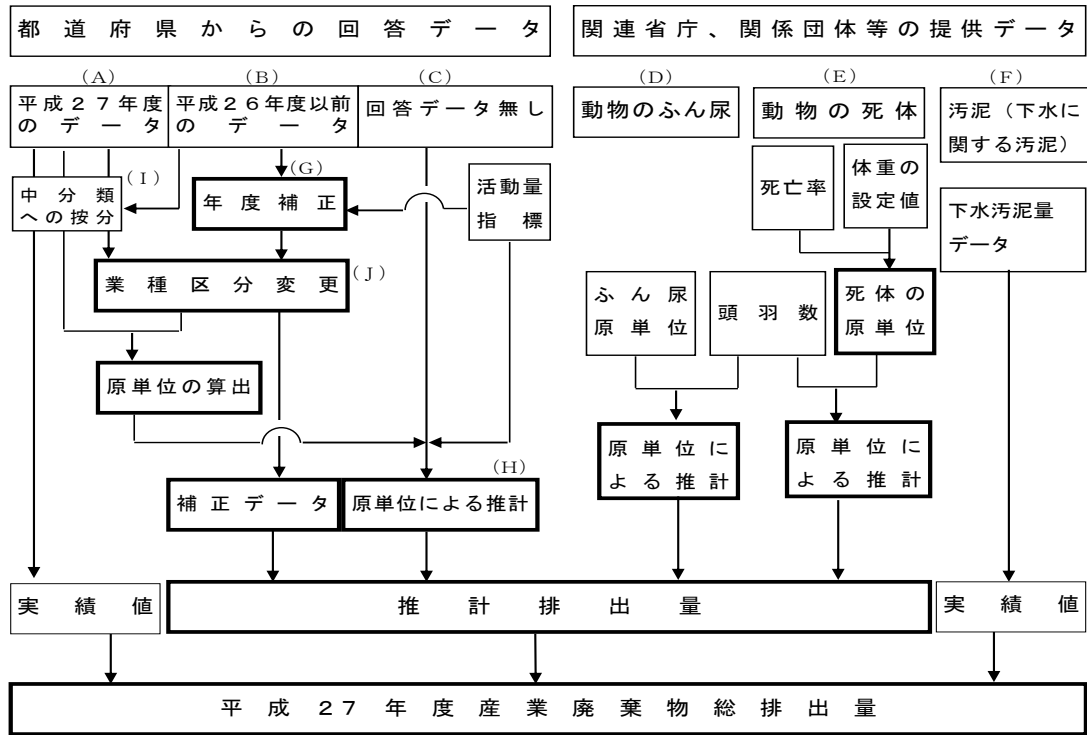 都道府県からの回答データ
関連省庁、関係団体等の提供データ
(A)
(B)
(C)
(D)
(E)
(F)
平成27年度
のデータ
平成26年度以前
のデータ
回答データ無し
動物のふん尿
動物の死体
汚泥(下水に
関する汚泥)
(I)
中分類
への按分
(G)
年度補正
活動量
指標
死亡率
体重の
設定値
下水汚泥量
データ
(J)
業種区分変更
ふん尿
原単位
頭羽数
死体の
原単位
原単位の算出
原単位に
よる推計
原単位に
よる推計
(H)
補正データ
原単位による推計
実績値
推計排出量
実績値
平成27年度産業廃棄物総排出量